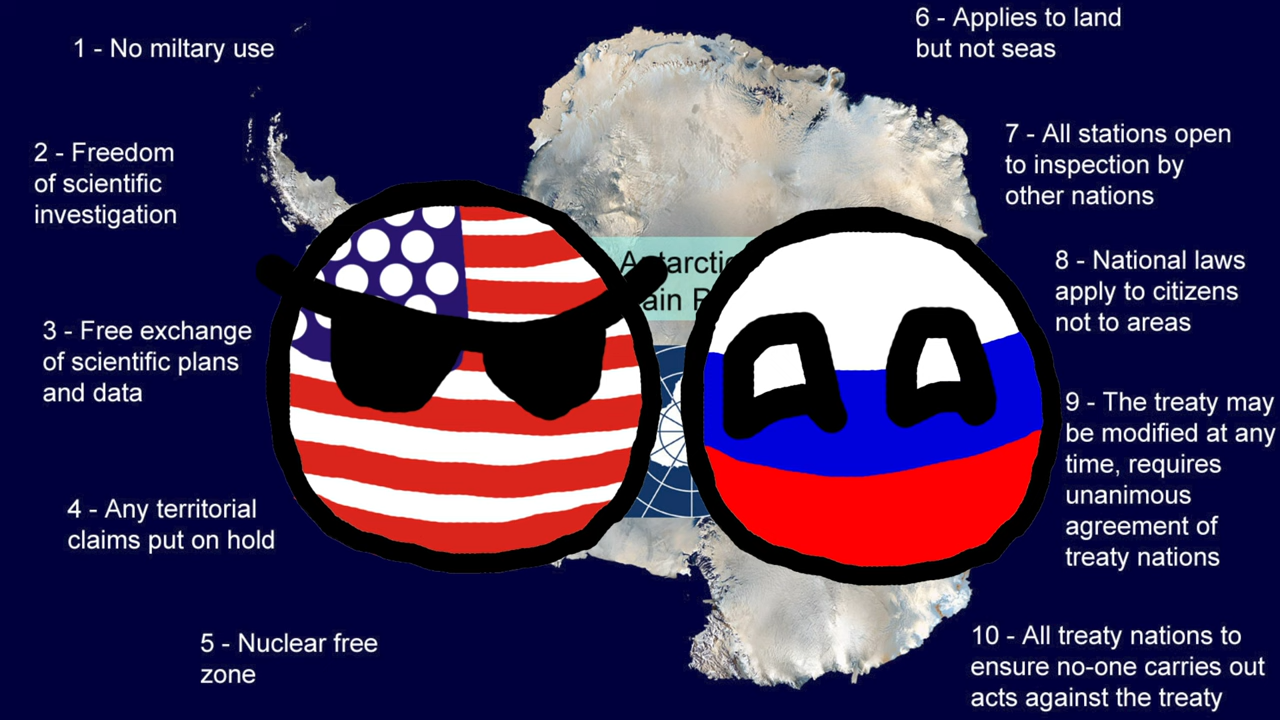 1 - No miltary use
2 - Freedom
of scientific
investigation
3 - Free exchange
of scientific plans
and data
4 - Any territorial
claims put on hold
5 - Nuclear free
zone
6 - Applies to land
but not seas
7 - All stations open
to inspection by
other nations
8 - National laws
apply to citizens
not to areas
9 - The treaty may
be modified at any
time, requires
unanimous
agreement of
treaty nations
10 - All treaty nations to
ensure no-one carries out
acts against the treaty